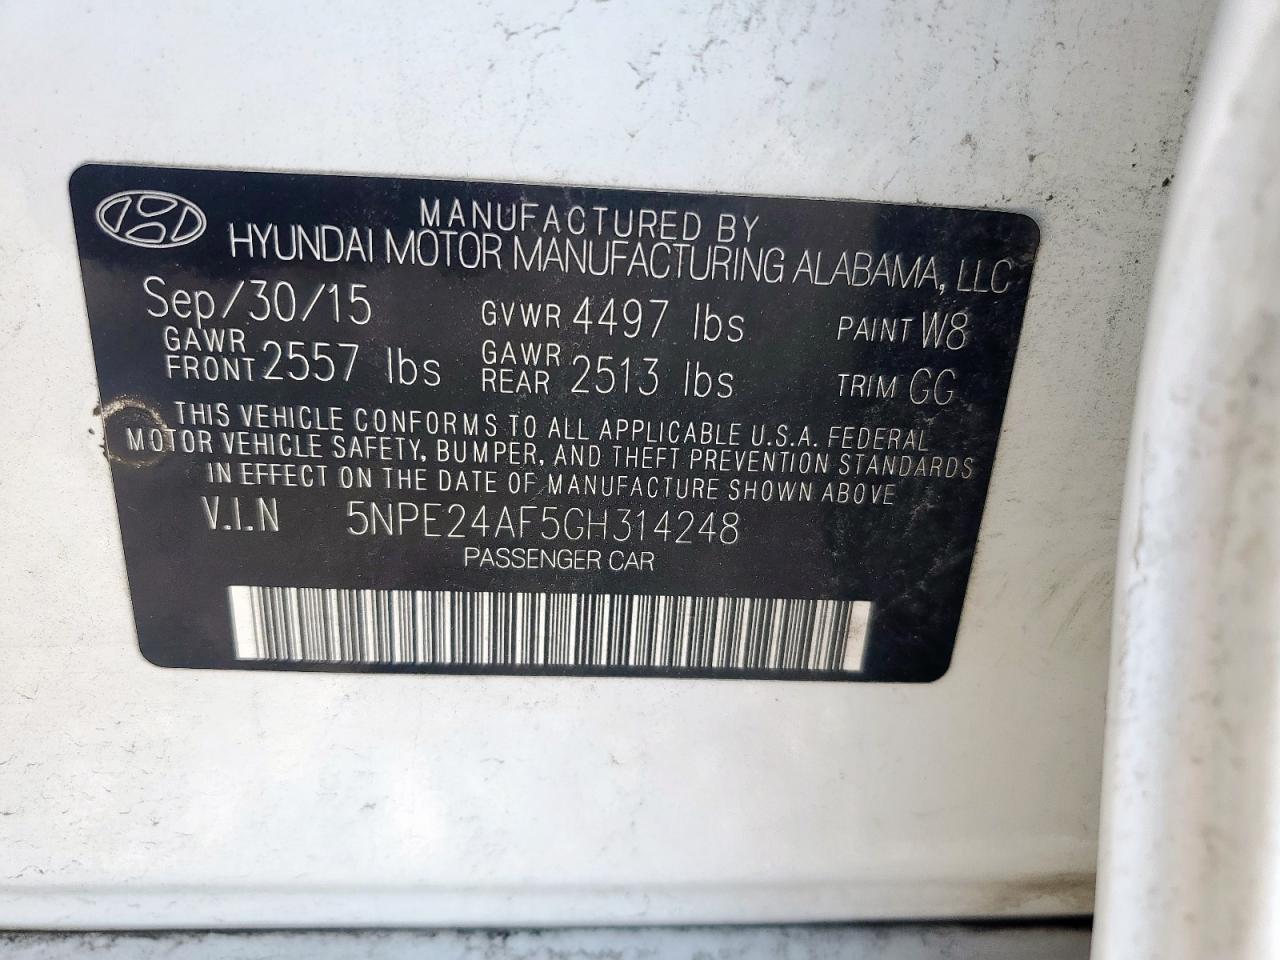 MANUFACTURED BY
HYUNDAI MOTOR MANUFACTURING ALABAMA, LLC
Sep/30/15 GVWR 4497 lbs PAINT W8
GAWR FRONT 2557 lbs GAWR REAR 2513 lbs TRIM GG
THIS VEHICLE CONFORMS TO ALL APPLICABLE U.S.A. FEDERAL
MOTOR VEHICLE SAFETY, BUMPER, AND THEFT PREVENTION STANDARDS
IN EFFECT ON THE DATE OF MANUFACTURE SHOWN ABOVE
V.I.N 5NPE24AF5GH314248
PASSENGER CAR